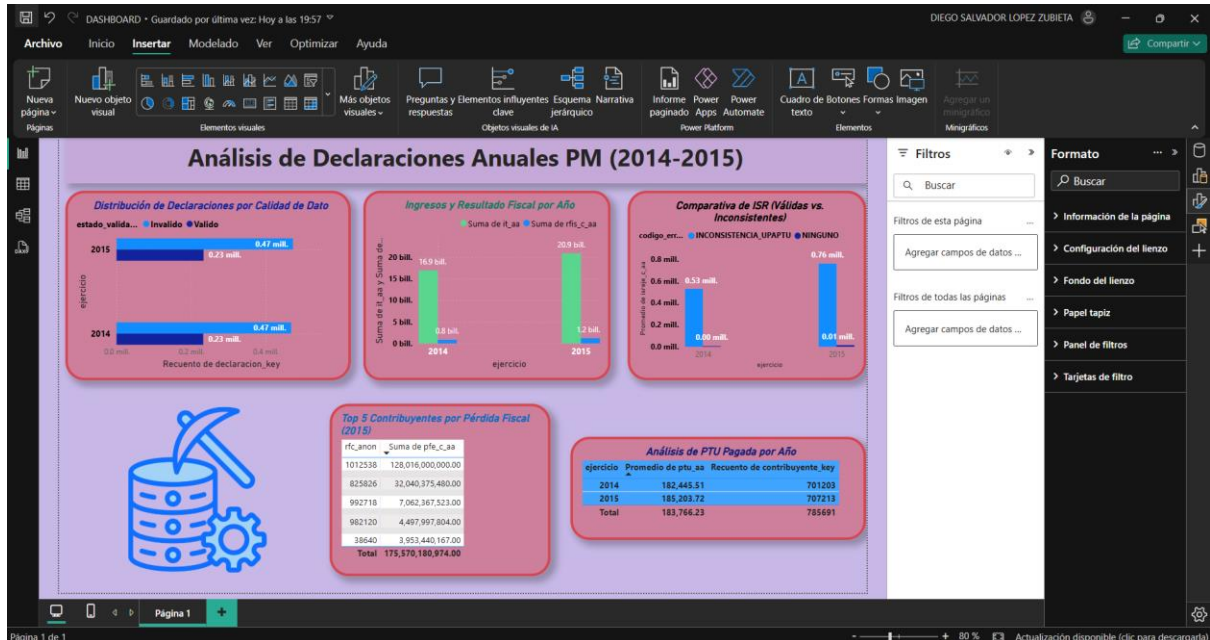 DASHBOARD • Guardado por última vez: Hoy a las 19:57
DIEGO SALVADOR LOPEZ ZUBIETA
Archivo Inicio Insertar Modelado Ver Optimizar Ayuda
Compartir
Nueva página
Nuevo objeto visual
Más objetos visuales
Preguntas y respuestas
Elementos influyentes clave
Esquema jerárquico
Narrativa
Informe paginado
Power Apps
Power Automate
Cuadro de texto
Botones
Formas
Imagen
Agregar un minigráfico
Páginas
Elementos visuales
Objetos visuales de IA
Power Platform
Elementos
Minigráficos
Análisis de Declaraciones Anuales PM (2014-2015)
Distribución de Declaraciones por Calidad de Dato
estado_valida... Invalido Valido
ejercicio
2015
0.47 mill.
0.23 mill.
2014
0.47 mill.
0.23 mill.
0.0 mill. 0.2 mill. 0.4 mill.
Recuento de declaracion_key
Ingresos y Resultado Fiscal por Año
Suma de it_aa Suma de rfis_c_aa
Suma de it_aa y Suma de...
20 bill.
15 bill.
10 bill.
5 bill.
0 bill.
16.9 bill.
0.8 bill.
20.9 bill.
1.2 bill.
2014 2015
ejercicio
Comparativa de ISR (Válidas vs.
Inconsistentes)
codigo_err... INCONSISTENCIA_UPAPTU NINGUNO
0.8 mill.
0.6 mill.
0.4 mill.
0.2 mill.
0.0 mill.
0.53 mill.
0.00 mill.
0.76 mill.
0.01 mill.
2014 2015
ejercicio
Top 5 Contribuyentes por Pérdida Fiscal
(2015)
rfc_anon Suma de pfe_c_aa
1012538 128,016,000,000.00
825826 32,040,375,480.00
992718 7,062,367,523.00
982120 4,497,997,804.00
38640 3,953,440,167.00
Total 175,570,180,974.00
Análisis de PTU Pagada por Año
ejercicio Promedio de ptu_aa Recuento de contribuyente_key
2014 182,445.51 701203
2015 185,203.72 707213
Total 183,766.23 785691
Filtros
Buscar
Filtros de esta página ...
Agregar campos de datos ...
Filtros de todas las páginas ...
Agregar campos de datos ...
Formato ...
Buscar
Información de la página
Configuración del lienzo
Fondo del lienzo
Papel tapiz
Panel de filtros
Tarjetas de filtro
Página 1
Página 1 de 1
80 %
Actualización disponible (clic para descargarla)